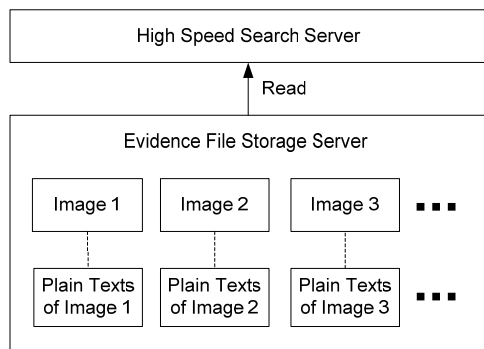 High Speed Search Server
Read
Evidence File Storage Server
Image 1
Image 2
Image 3
Plain Texts
of Image 1
Plain Texts
of Image 2
Plain Texts
of Image 3